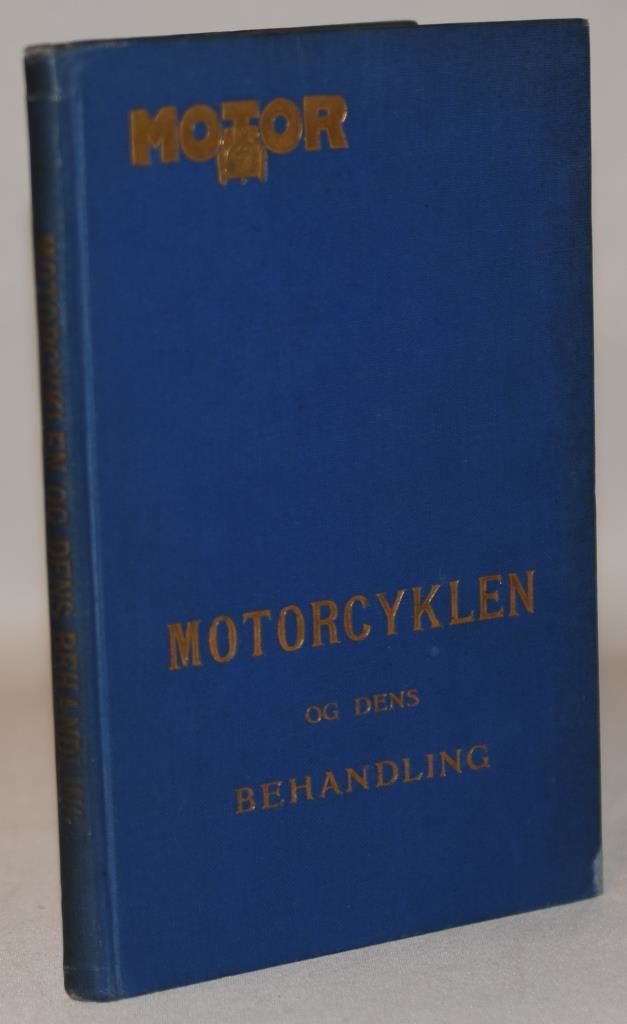 MOTOR
MOTORCYKLEN
OG DENS
BEHANDLING
MOTORCYKLEN OG DENS BEHANDLING